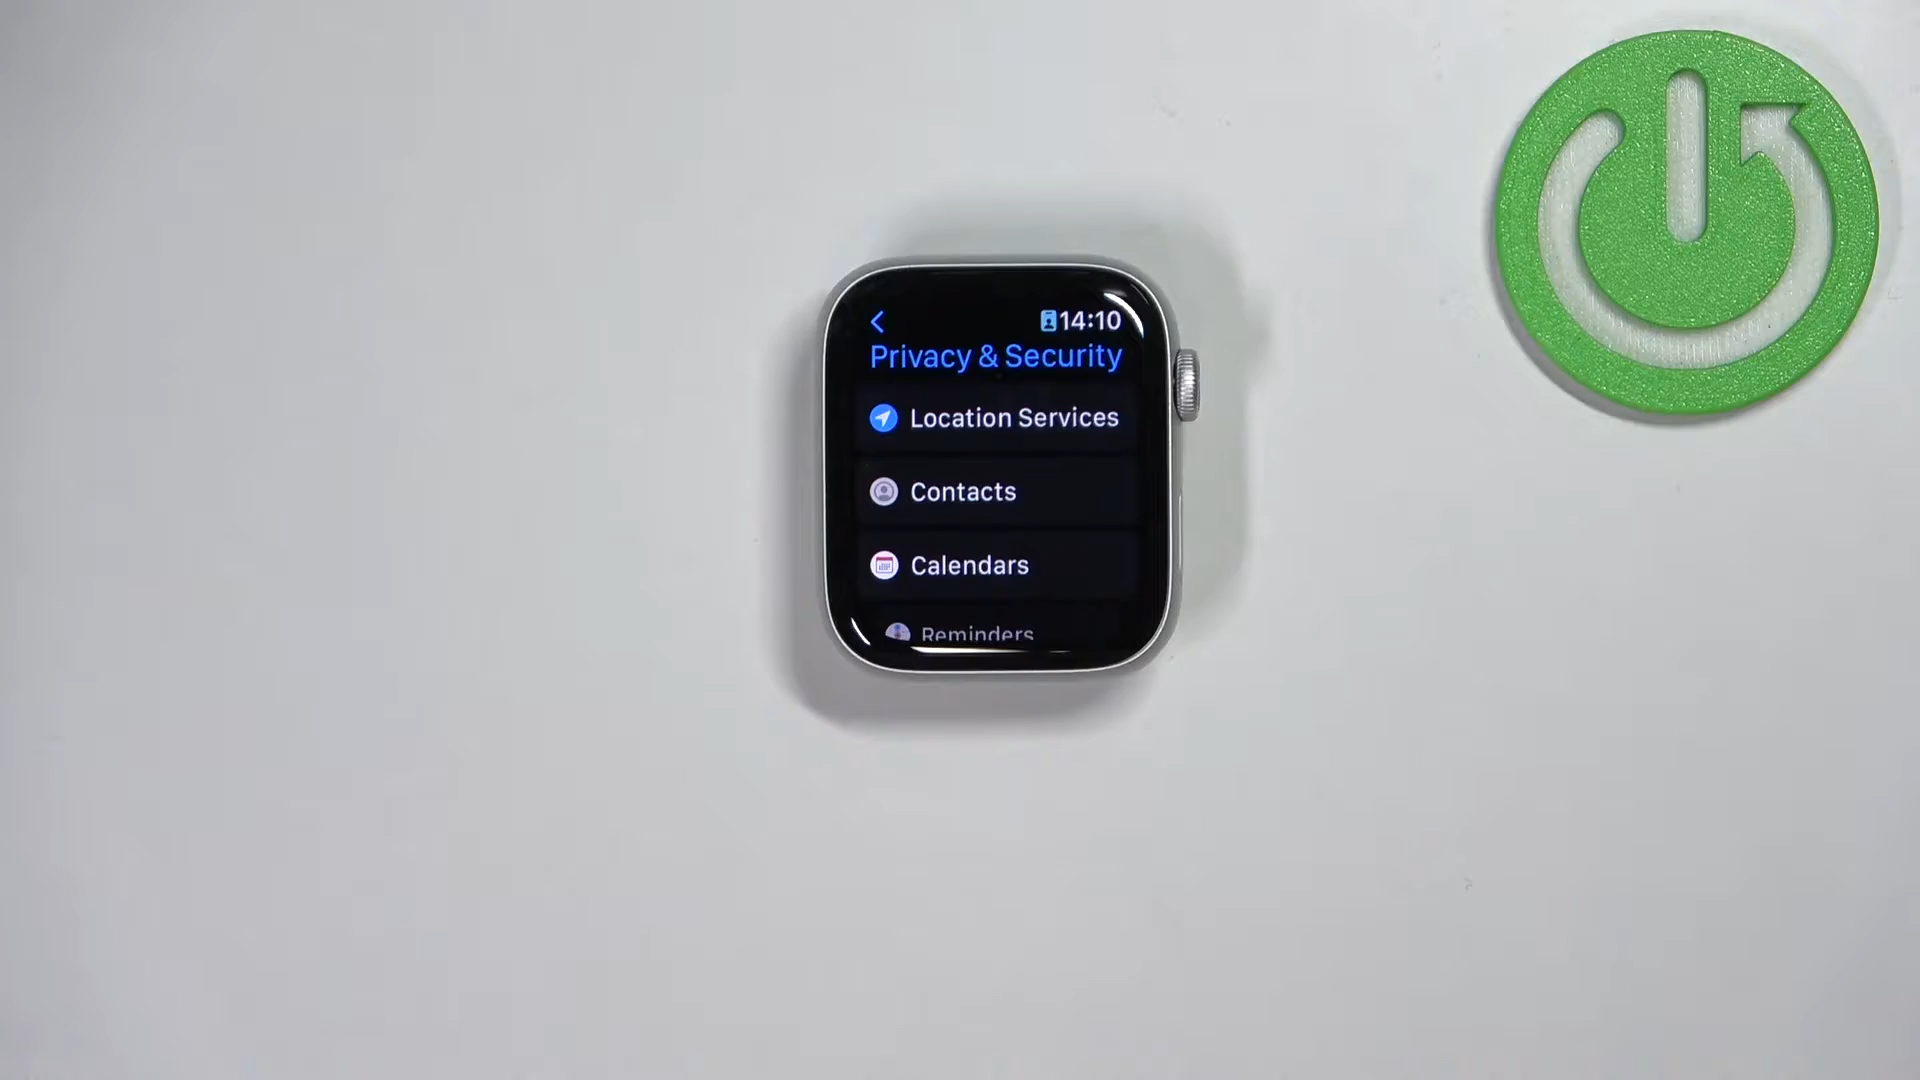 14:10
Privacy & Security
Location Services
Contacts
Calendars
Reminders